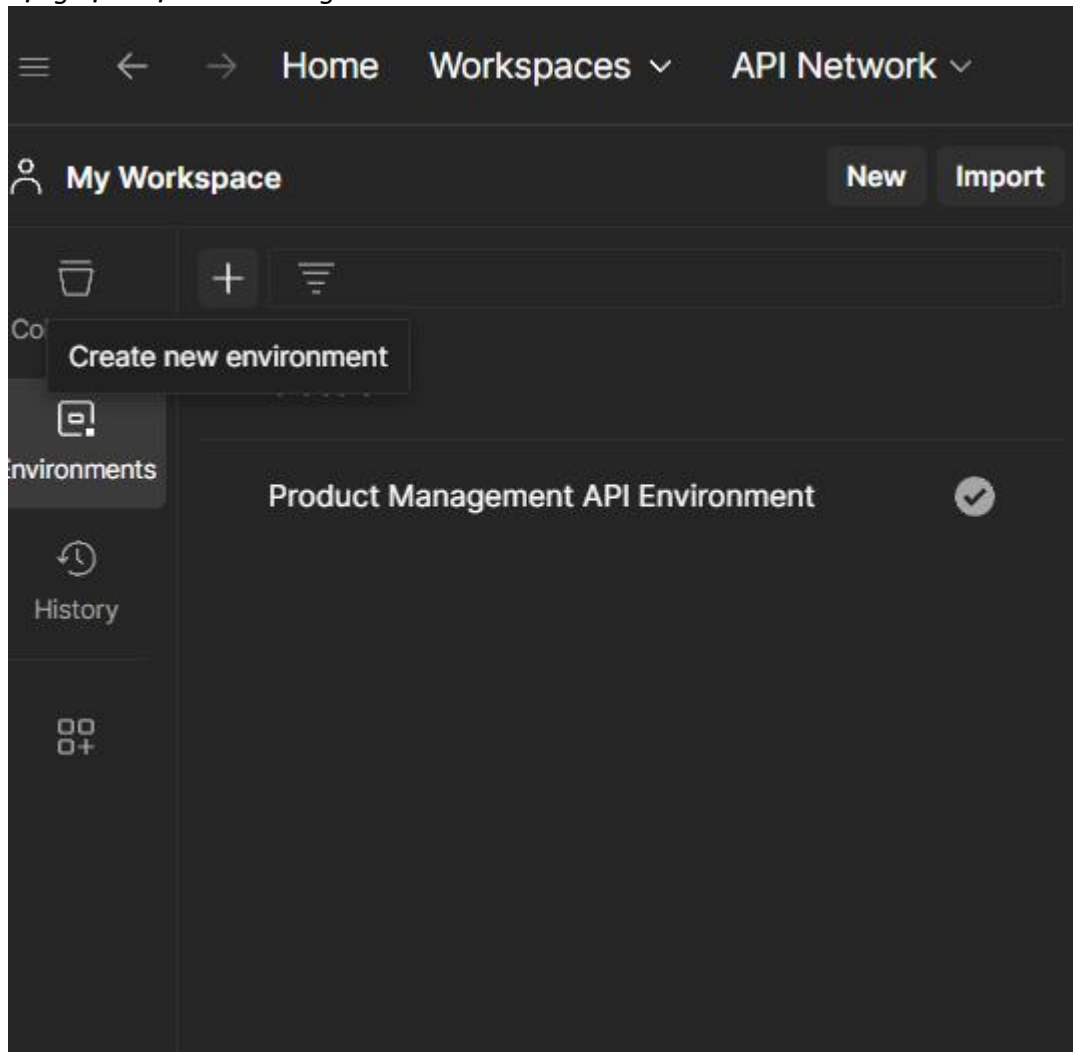 Home Workspaces API Network
My Workspace New Import
Create new environment
Environments
Product Management API Environment
History